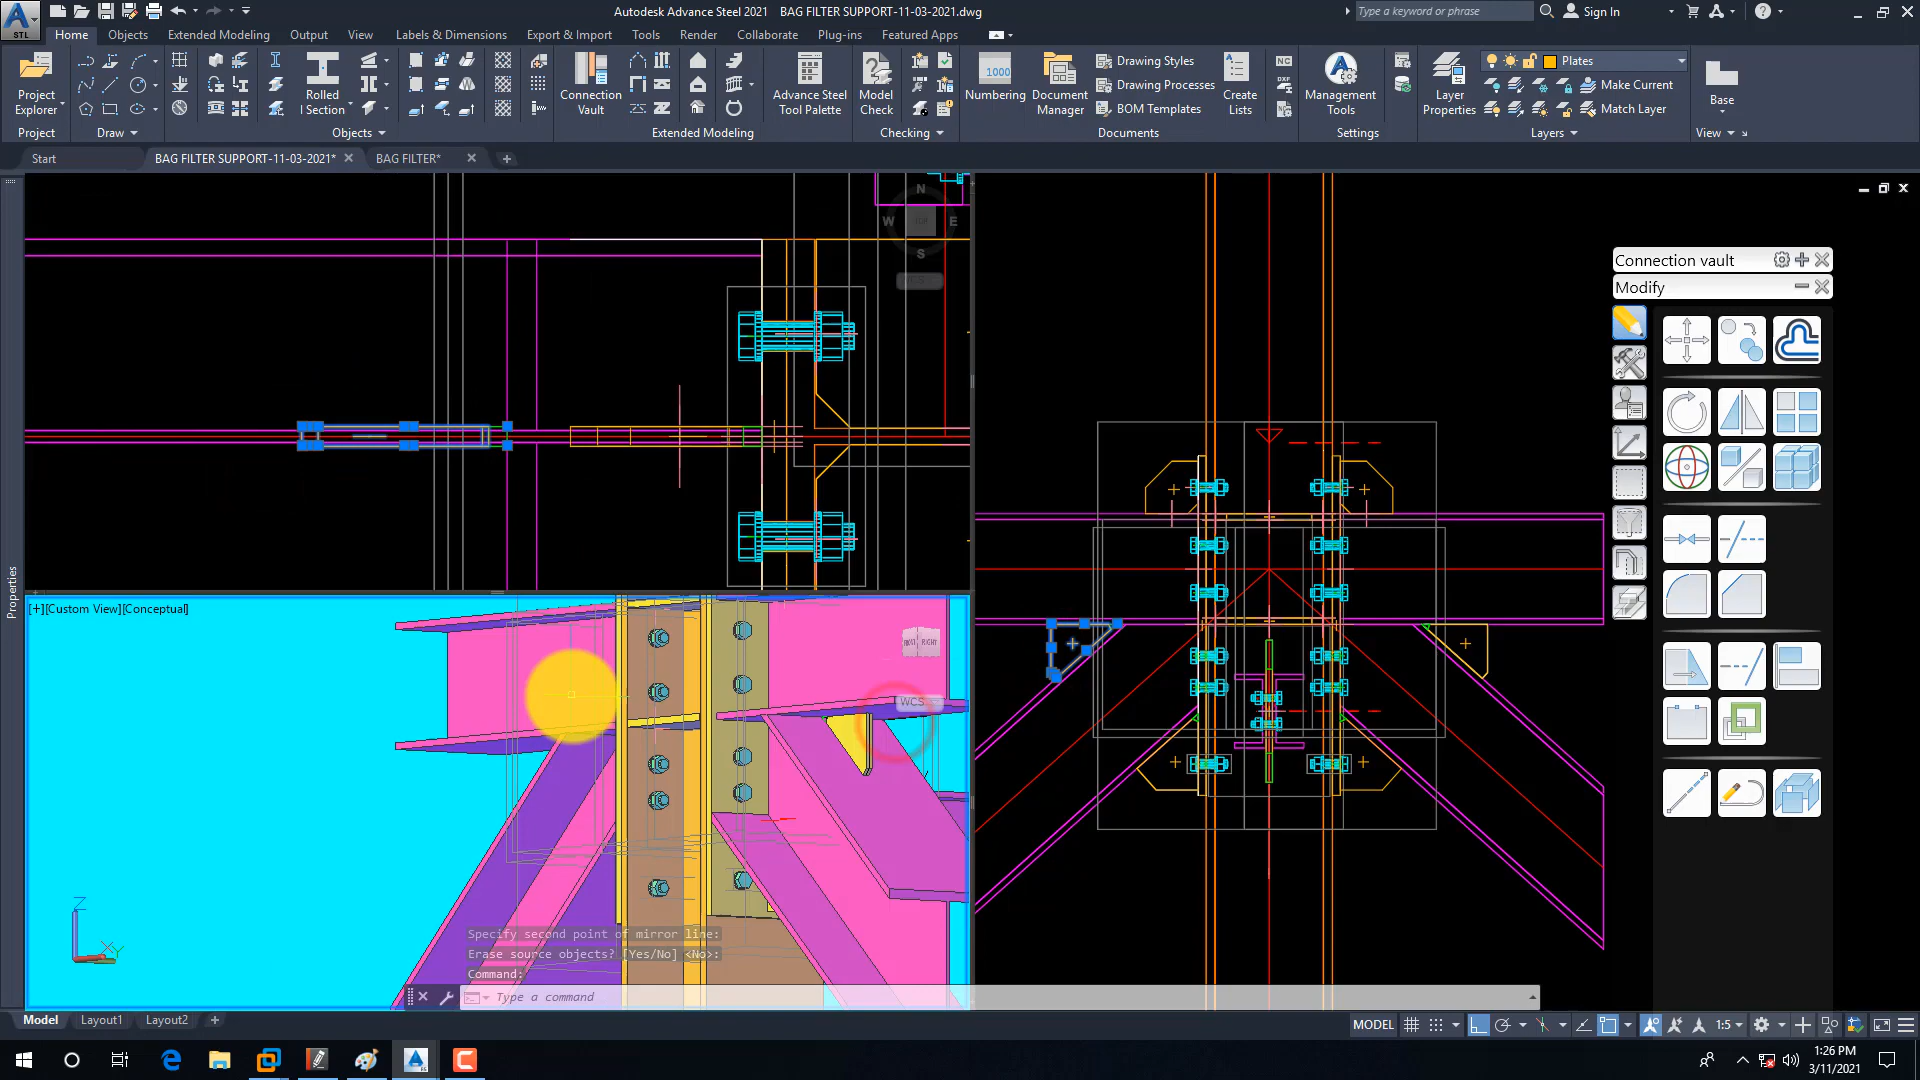 Autodesk Advance Steel 2021 BAG FILTER SUPPORT-11-03-2021.dwg
Type a keyword or phrase
Sign In
STL
Home Objects Extended Modeling Output View Labels & Dimensions Export & Import Tools Render Collaborate Plug-ins Featured Apps
Project Explorer
Rolled I Section
Connection Vault
Advance Steel Tool Palette
Model Check
1000
Numbering
Document Manager
Drawing Styles
Drawing Processes
BOM Templates
Create Lists
NC
DXF
Management Tools
Layer Properties
Plates
Make Current
Match Layer
Base
Project Draw Objects Extended Modeling Checking Documents Settings Layers View
Start BAG FILTER SUPPORT-11-03-2021* BAG FILTER*
N
W TOP E
S
Connection vault
Modify
Properties
[+][Custom View][Conceptual]
RIGHT
WCS
Z
X Y
Specify second point of mirror line:
Erase source objects? [Yes/No] <No>:
Command:
Type a command
Model Layout1 Layout2
MODEL
1:5
1:26 PM
3/11/2021